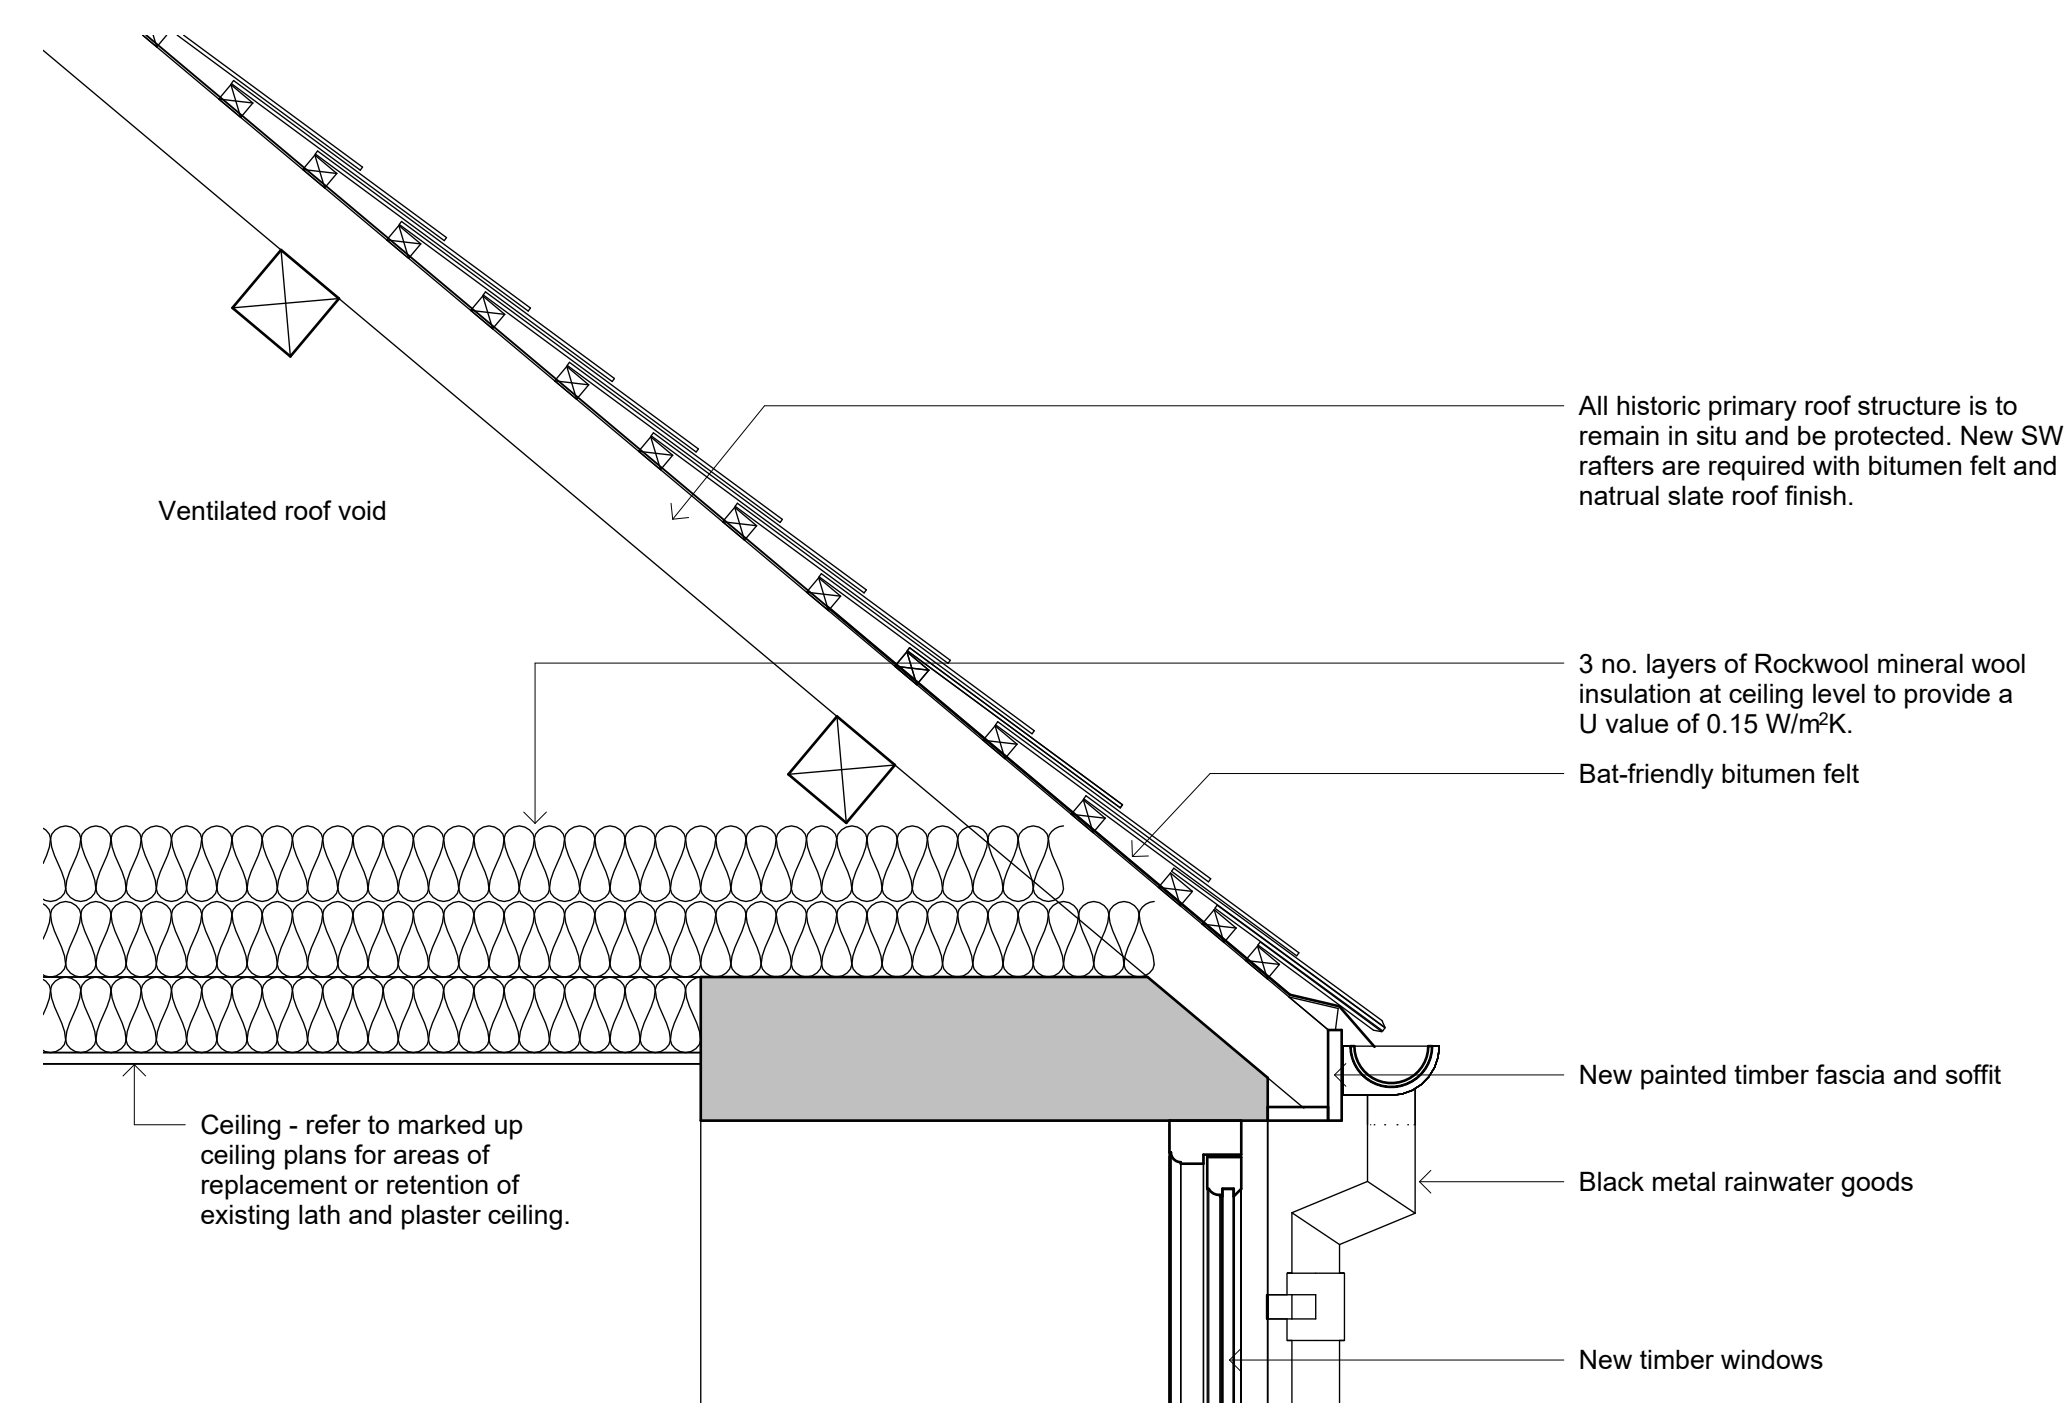 All historic primary roof structure is to
remain in situ and be protected. New SW
rafters are required with bitumen felt and
natrual slate roof finish.
Ventilated roof void
3 no. layers of Rockwool mineral wool
insulation at ceiling level to provide a
U value of 0.15 W/m²K.
Bat-friendly bitumen felt
New painted timber fascia and soffit
Ceiling - refer to marked up
ceiling plans for areas of
replacement or retention of
existing lath and plaster ceiling.
Black metal rainwater goods
New timber windows